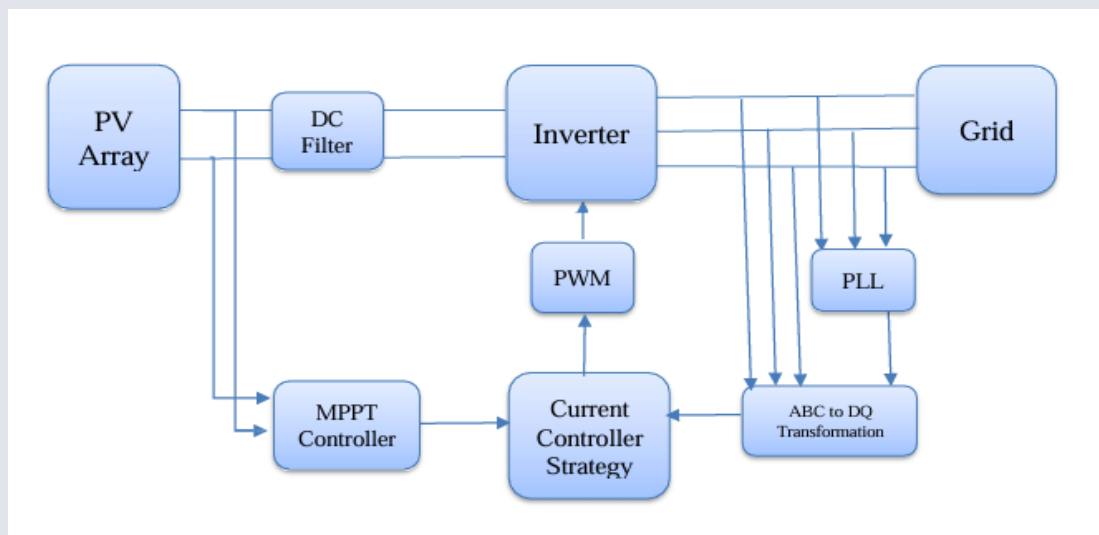 PV
Array
DC
Filter
Inverter
Grid
PWM
PLL
MPPT
Controller
Current
Controller
Strategy
ABC to DQ
Transformation